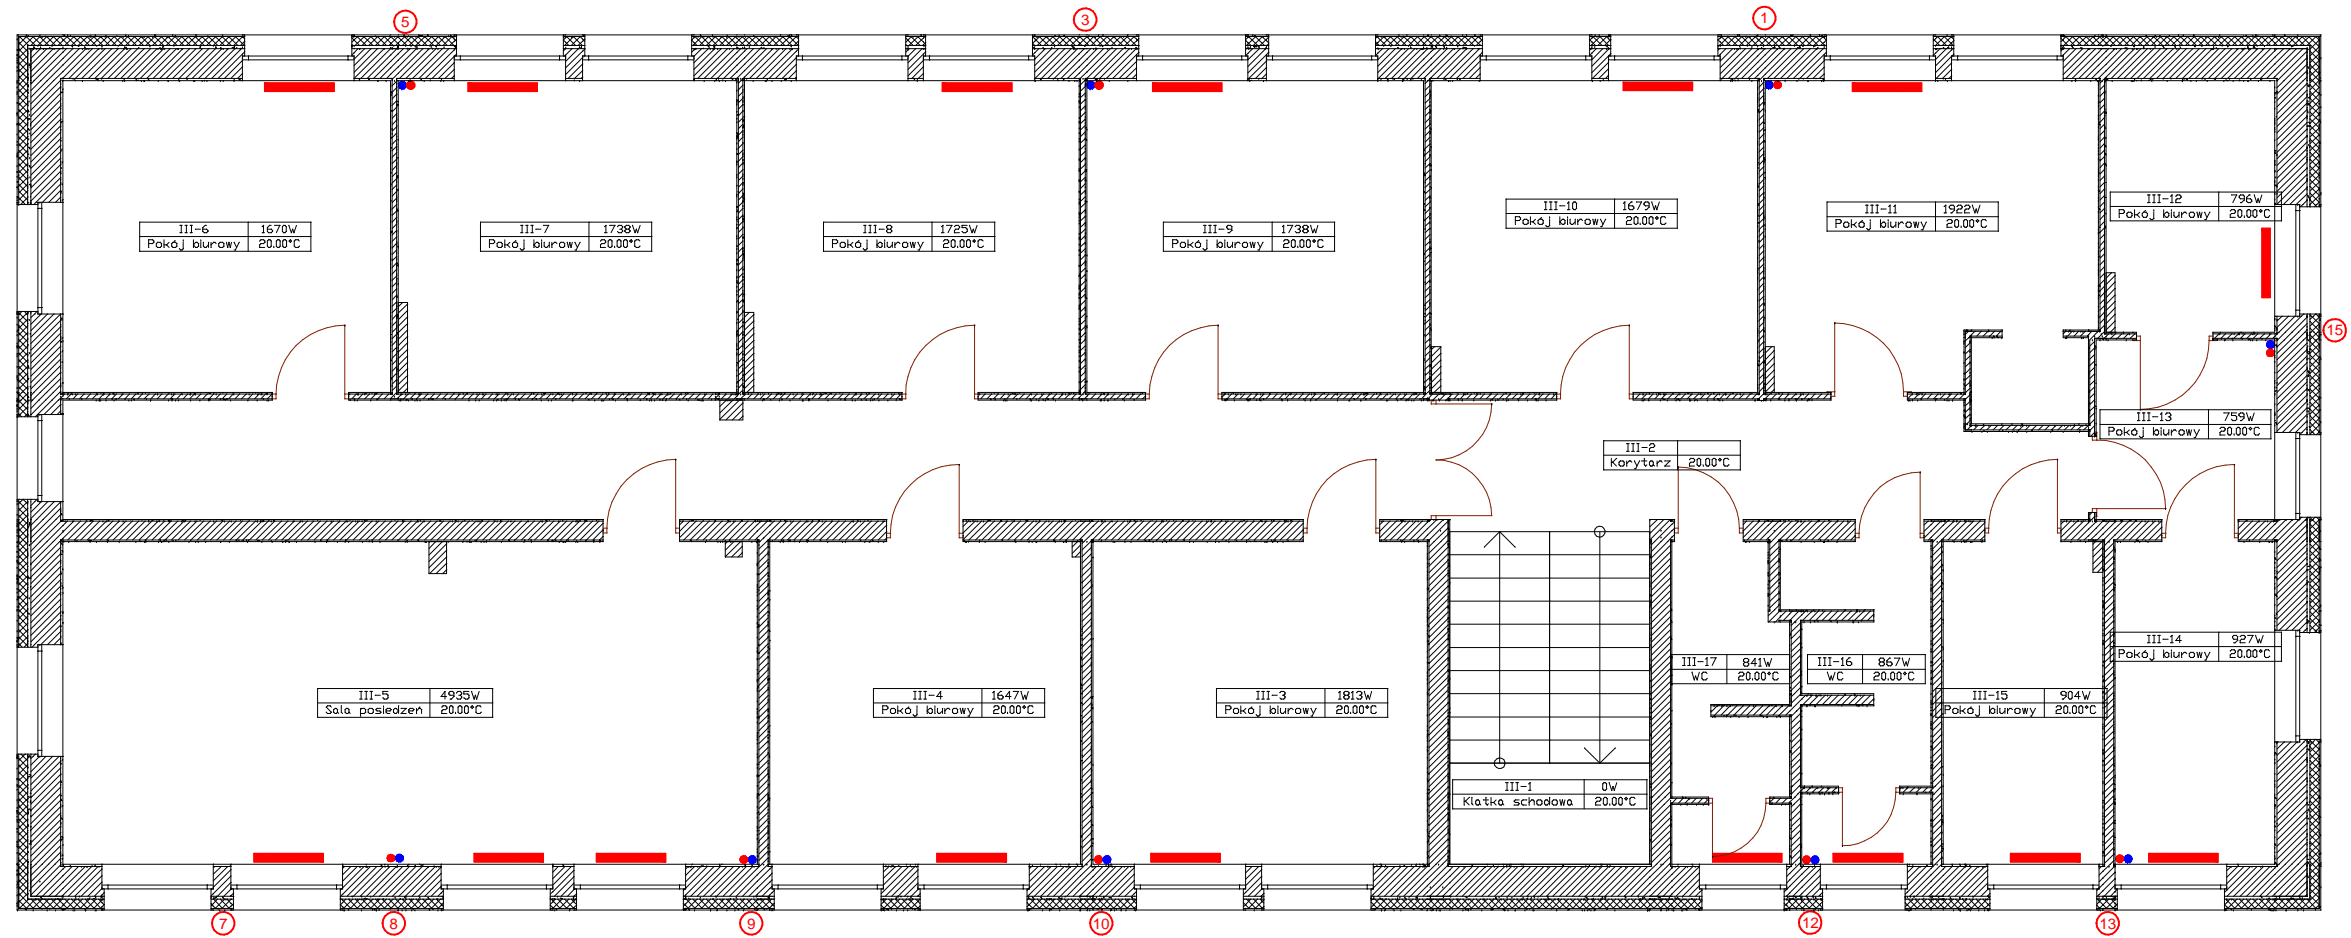 5
3
1
III-6 1670W
Pokój biurowy 20.00°C
III-7 1738W
Pokój biurowy 20.00°C
III-8 1725W
Pokój biurowy 20.00°C
III-9 1738W
Pokój biurowy 20.00°C
III-10 1679W
Pokój biurowy 20.00°C
III-11 1922W
Pokój biurowy 20.00°C
III-12 796W
Pokój biurowy 20.00°C
15
III-13 759W
Pokój biurowy 20.00°C
III-2
Korytarz 20.00°C
III-5 4935W
Sala posiedzeń 20.00°C
III-4 1647W
Pokój biurowy 20.00°C
III-3 1813W
Pokój biurowy 20.00°C
III-1 0W
Klatka schodowa 20.00°C
III-17 841W
WC 20.00°C
III-16 867W
WC 20.00°C
III-15 904W
Pokój biurowy 20.00°C
III-14 927W
Pokój biurowy 20.00°C
7
8
9
10
12
13